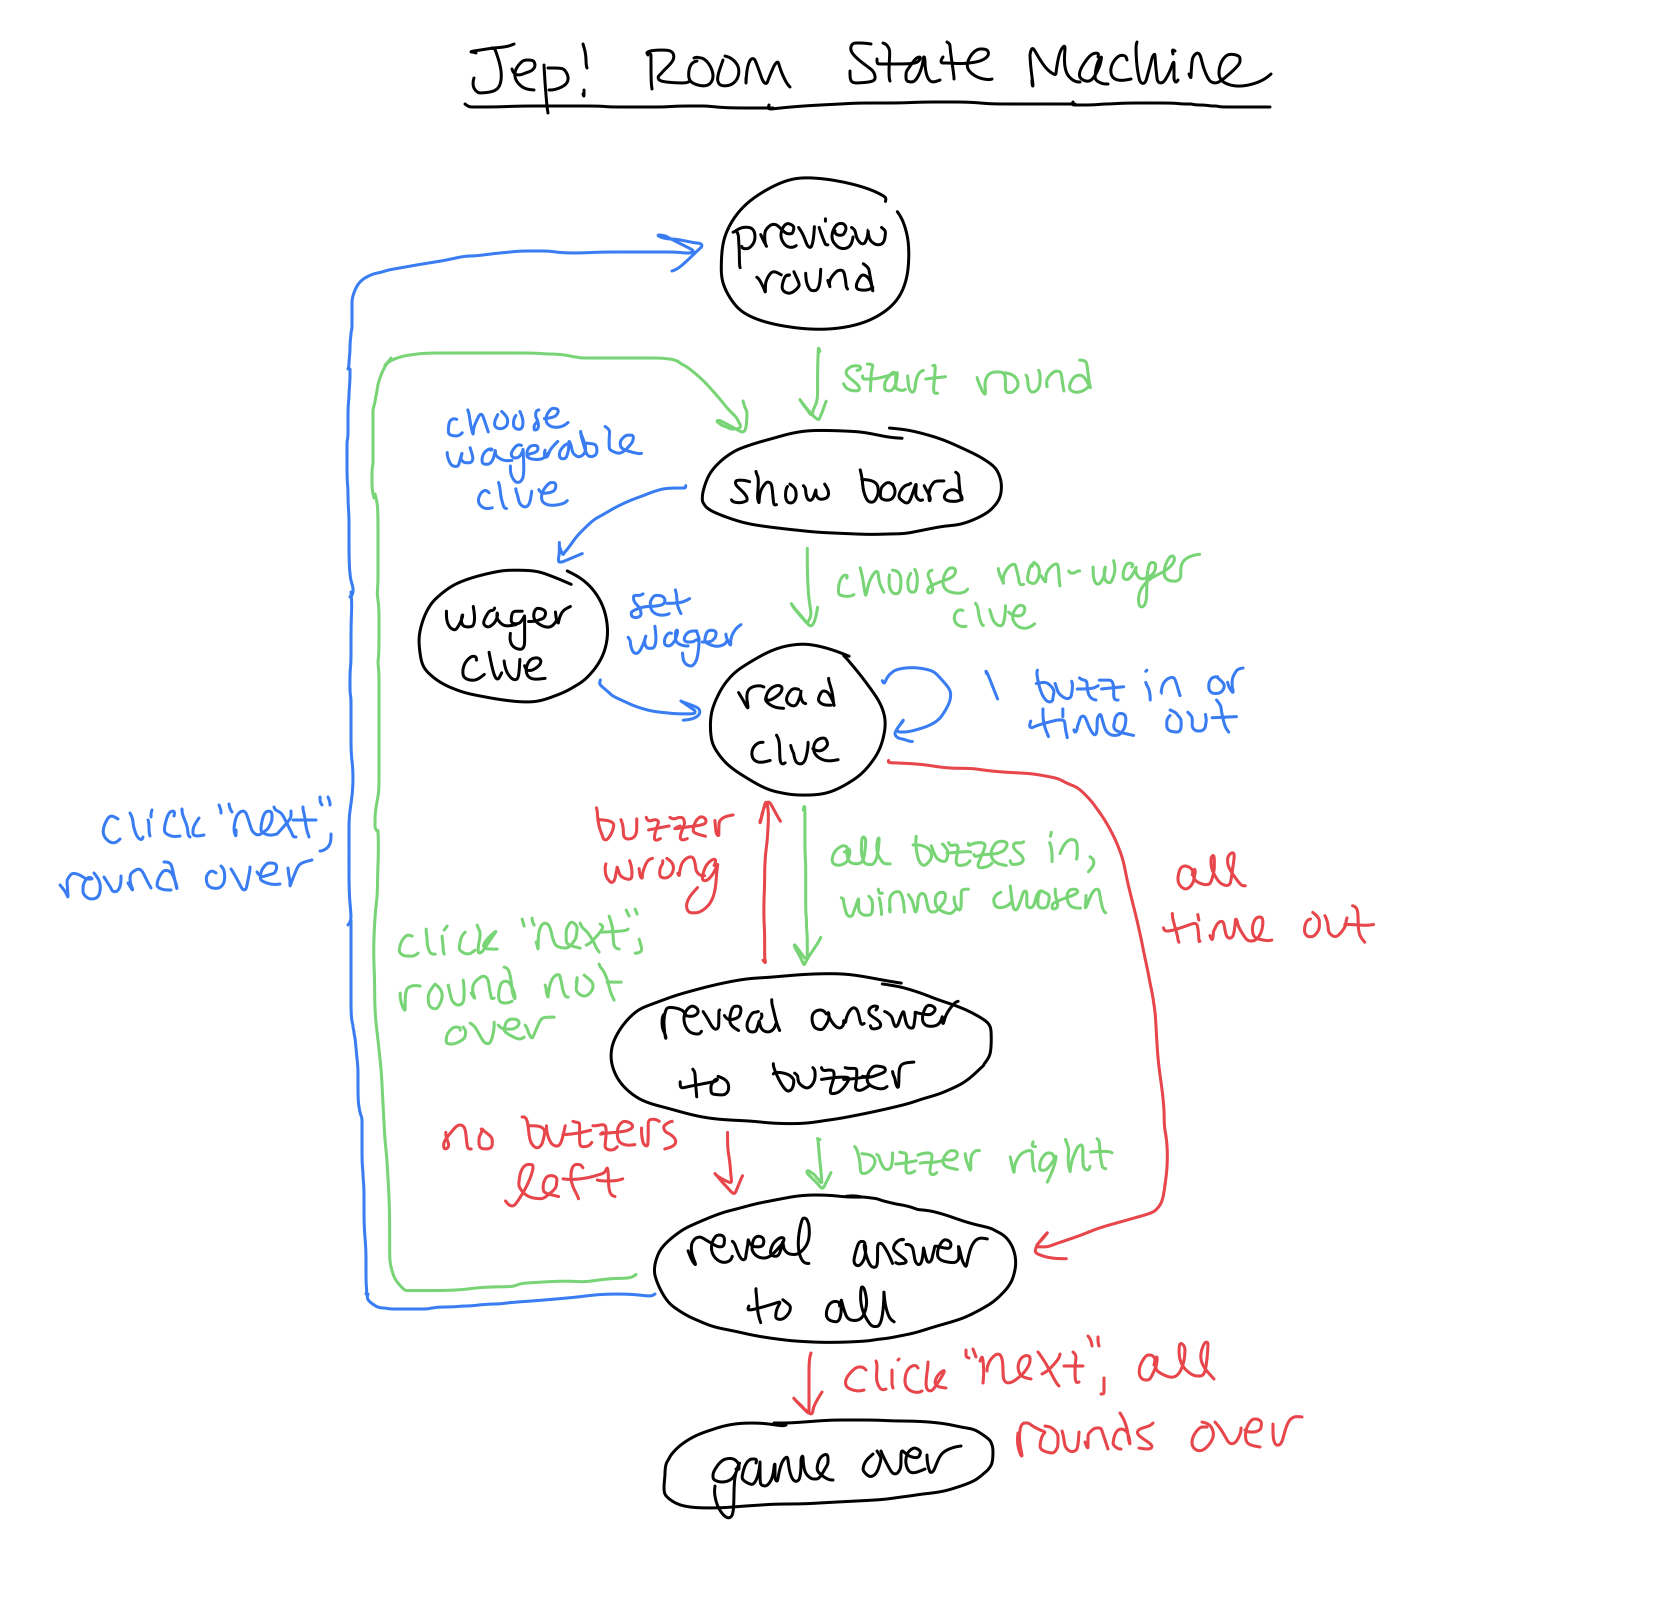 Jep! Room State Machine
preview
round
start round
choose
wagerable
clue
show board
choose non-wager
clue
wager
clue
set
wager
read
clue
1 buzz in or
time out
click "next",
round over
buzzer
wrong
all buzzes in,
winner chosen
all
time out
click "next",
round not
over
reveal answer
to buzzer
no buzzers
left
buzzer right
reveal answer
to all
click "next", all
rounds over
game over